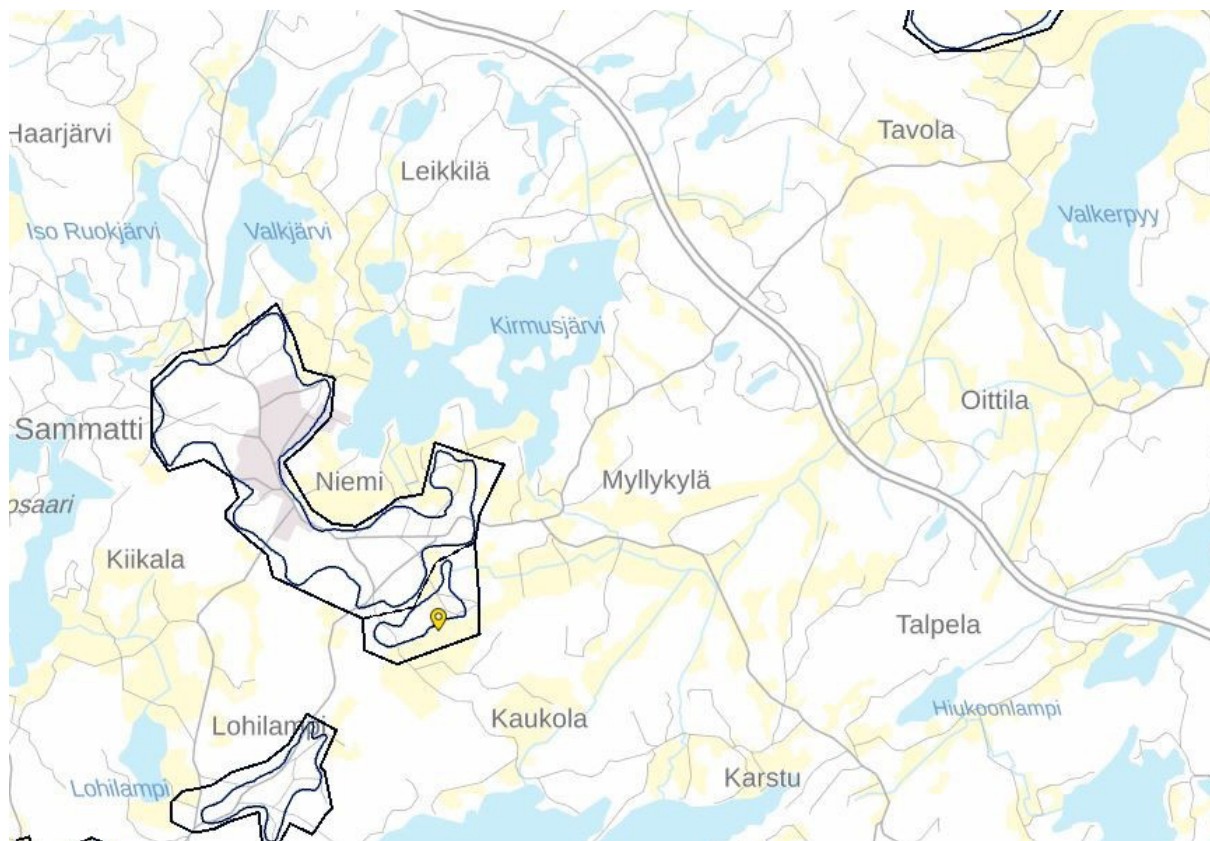 Tavola
Haarjärvi
Leikkilä
Valkerpyy
Iso Ruokjärvi
Valkjärvi
Kirmusjärvi
Oittila
Sammatti
Niemi
Myllykylä
osaari
Kiikala
Talpela
Hiukoonlampi
Kaukola
Lohilampi
Karstu
Lohilampi